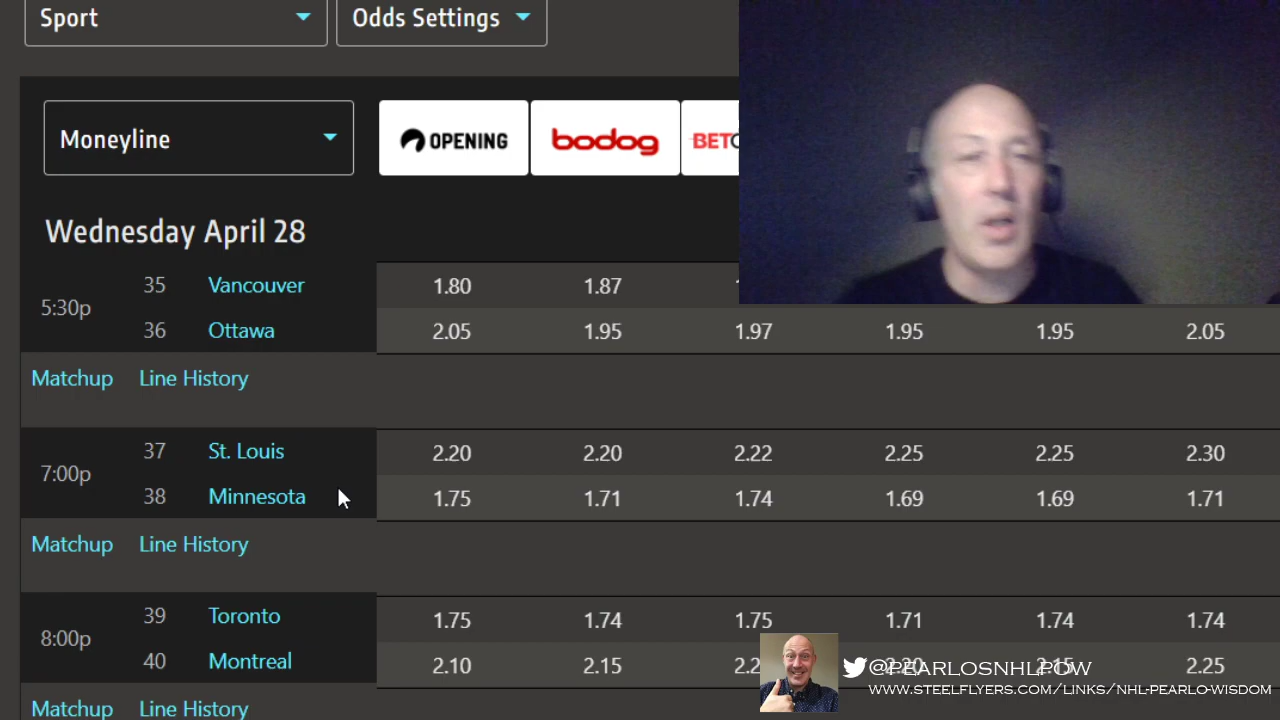 Sport Odds Settings
Moneyline OPENING bodog
Wednesday April 28
5:30p 35 Vancouver 1.80 1.87
36 Ottawa 2.05 1.95 1.97 1.95 1.95 2.05
Matchup Line History
7:00p 37 St. Louis 2.20 2.20 2.22 2.25 2.25 2.30
38 Minnesota 1.75 1.71 1.74 1.69 1.69 1.71
Matchup Line History
8:00p 39 Toronto 1.75 1.74 1.75 1.71 1.74 1.74
40 Montreal 2.10 2.15 2.20 2.15 2.25
@PEARLOSNHLPOW
WWW.STEELFLYERS.COM/LINKS/NHL-PEARLO-WISDOM
Matchup Line History